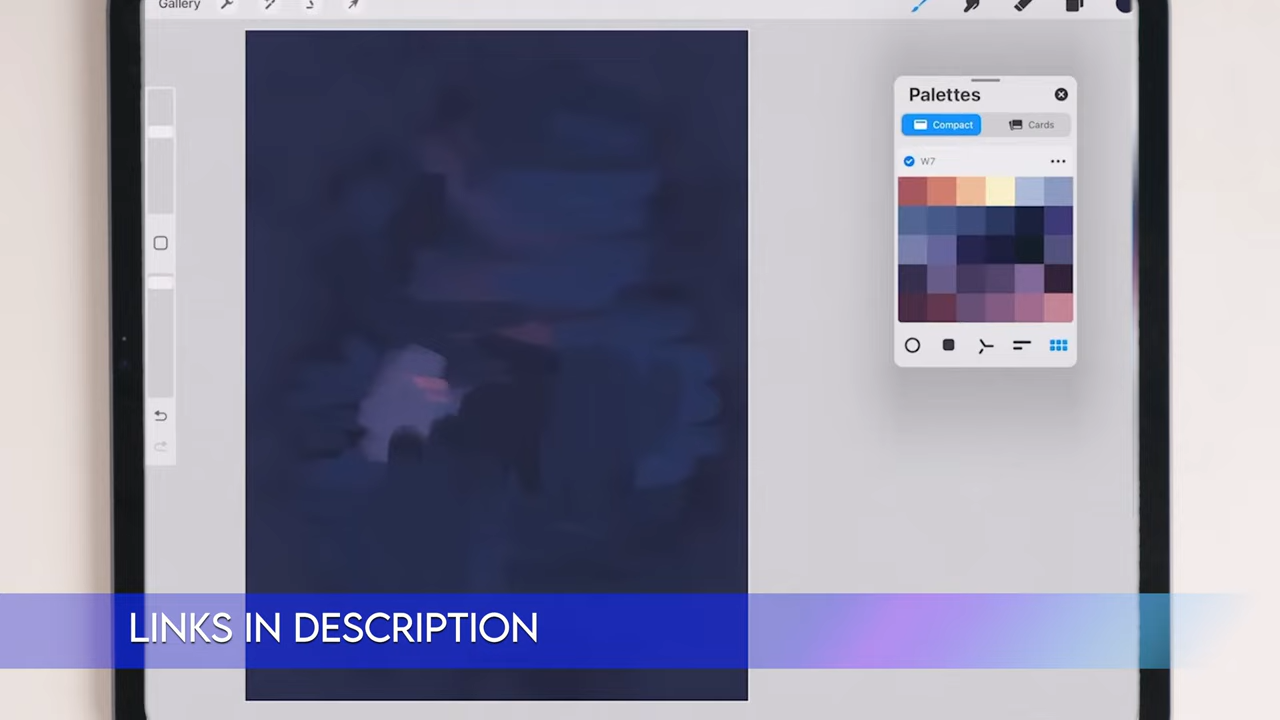 Gallery
Palettes
Compact
Cards
W7
LINKS IN DESCRIPTION